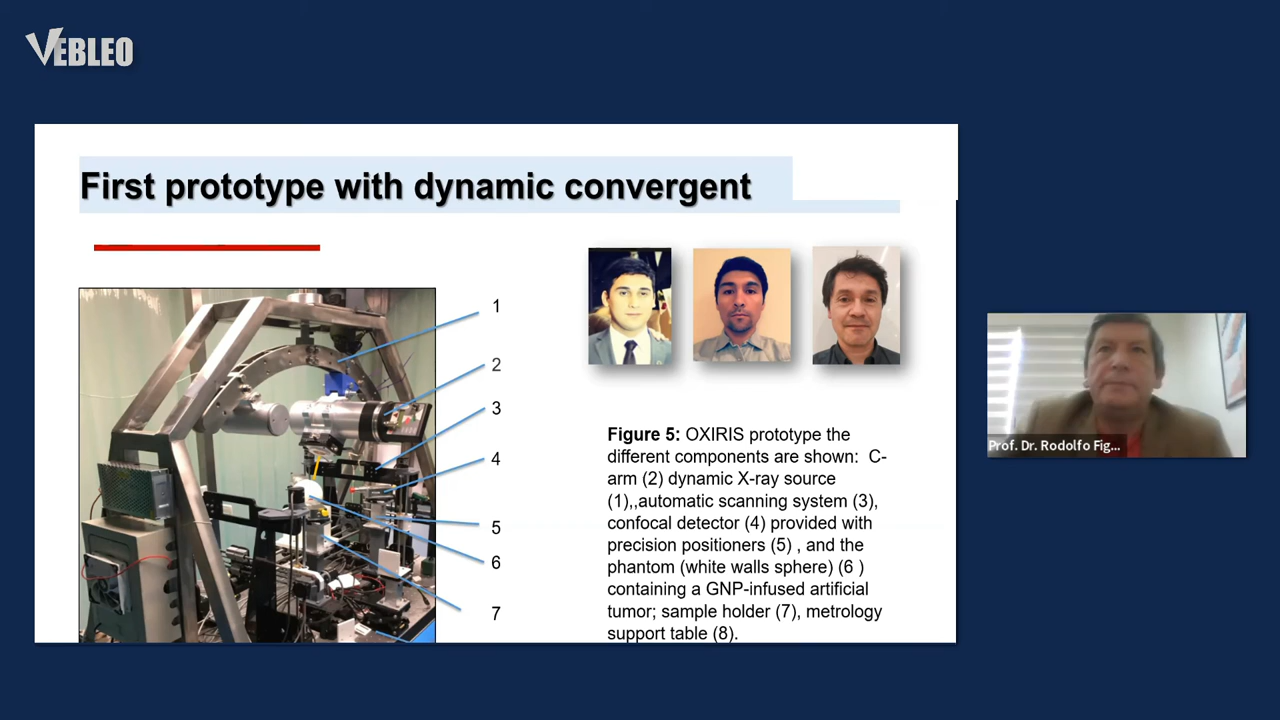 VEBLEO
First prototype with dynamic convergent
1
2
3
4
5
6
7
Figure 5: OXIRIS prototype the
different components are shown: C-
arm (2) dynamic X-ray source
(1),,automatic scanning system (3),
confocal detector (4) provided with
precision positioners (5) , and the
phantom (white walls sphere) (6 )
containing a GNP-infused artificial
tumor; sample holder (7), metrology
support table (8).
Prof. Dr. Rodolfo Fig...